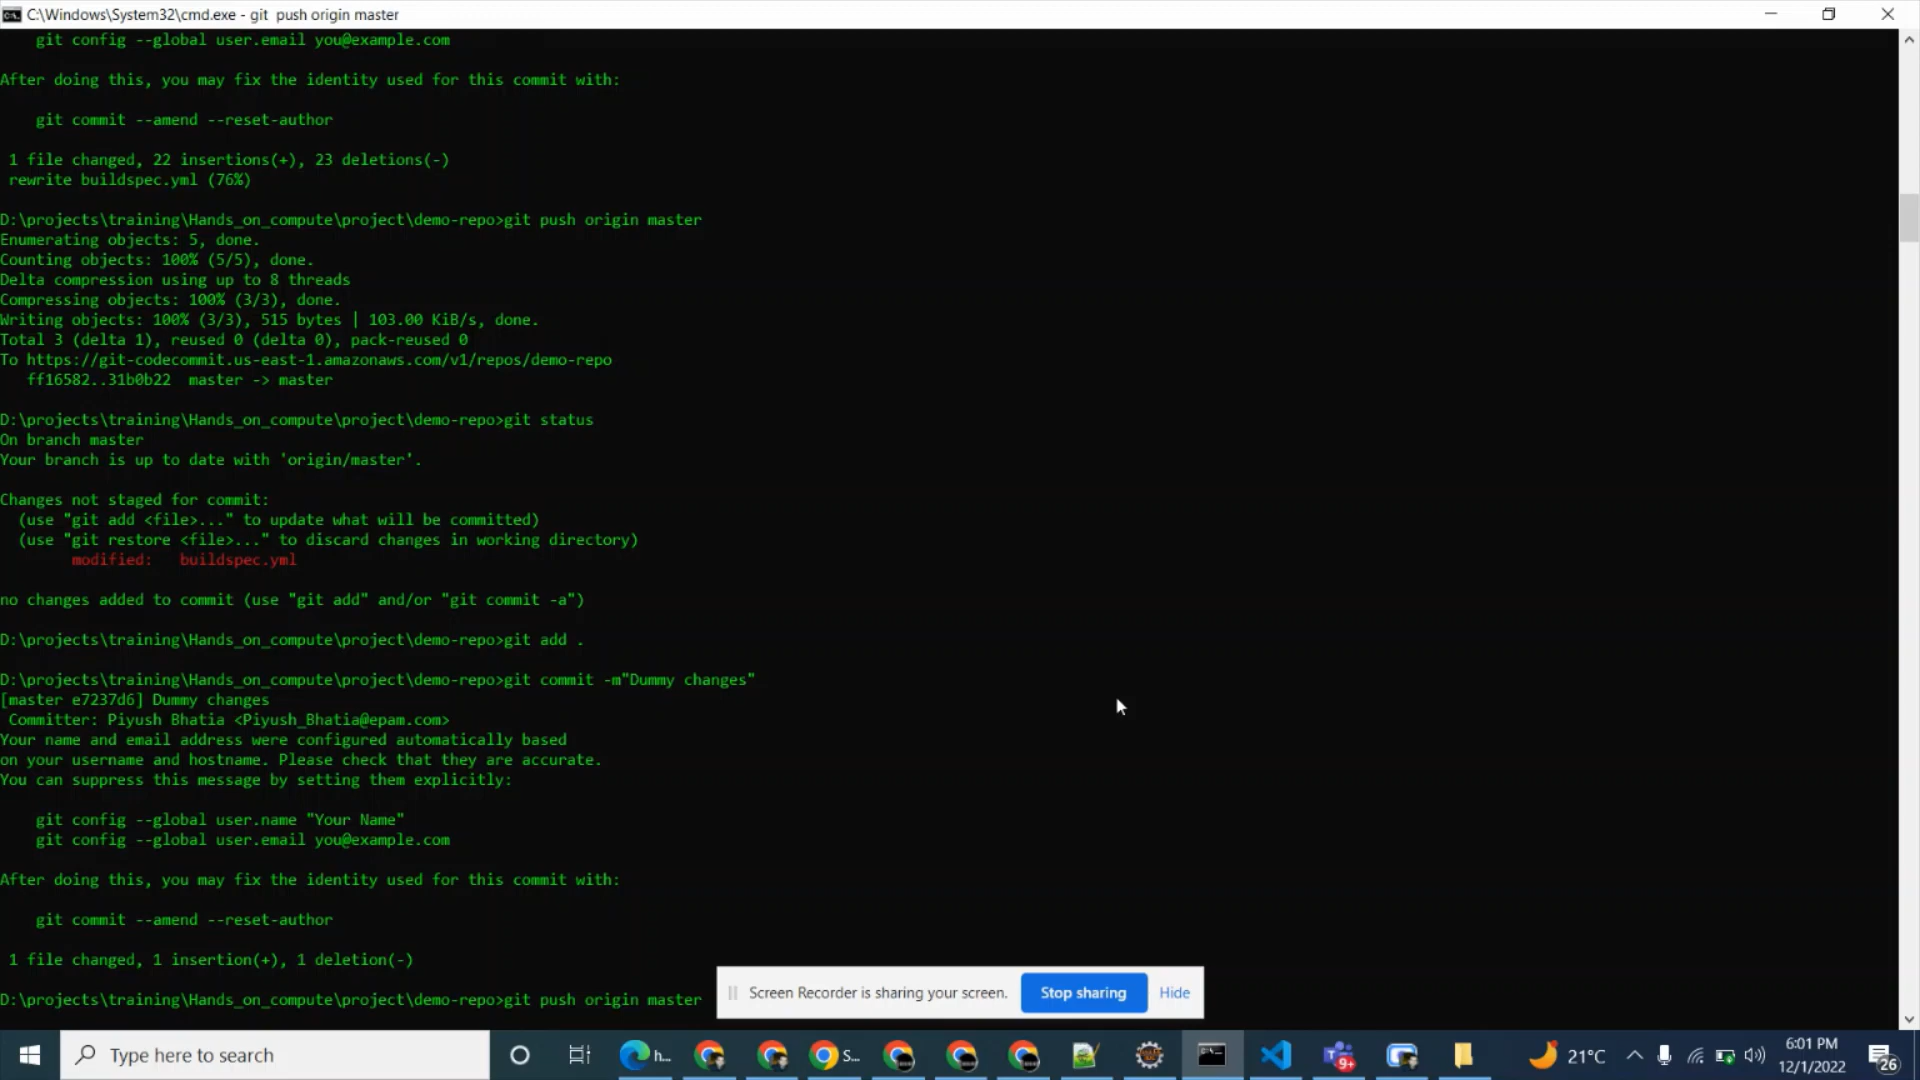 C:\Windows\System32\cmd.exe - git  push origin master
git config --global user.email you@example.com
After doing this, you may fix the identity used for this commit with:
git commit --amend --reset-author
1 file changed, 22 insertions(+), 23 deletions(-)
rewrite buildspec.yml (76%)
D:\projects\training\Hands_on_compute\project\demo-repo>git push origin master
Enumerating objects: 5, done.
Counting objects: 100% (5/5), done.
Delta compression using up to 8 threads
Compressing objects: 100% (3/3), done.
Writing objects: 100% (3/3), 515 bytes | 103.00 KiB/s, done.
Total 3 (delta 1), reused 0 (delta 0), pack-reused 0
To https://git-codecommit.us-east-1.amazonaws.com/v1/repos/demo-repo
ff16582..31b0b22  master -> master
D:\projects\training\Hands_on_compute\project\demo-repo>git status
On branch master
Your branch is up to date with 'origin/master'.
Changes not staged for commit:
(use "git add <file>..." to update what will be committed)
(use "git restore <file>..." to discard changes in working directory)
modified:   buildspec.yml
no changes added to commit (use "git add" and/or "git commit -a")
D:\projects\training\Hands_on_compute\project\demo-repo>git add .
D:\projects\training\Hands_on_compute\project\demo-repo>git commit -m"Dummy changes"
[master e7237d6] Dummy changes
Committer: Piyush Bhatia <Piyush_Bhatia@epam.com>
Your name and email address were configured automatically based
on your username and hostname. Please check that they are accurate.
You can suppress this message by setting them explicitly:
git config --global user.name "Your Name"
git config --global user.email you@example.com
After doing this, you may fix the identity used for this commit with:
git commit --amend --reset-author
1 file changed, 1 insertion(+), 1 deletion(-)
D:\projects\training\Hands_on_compute\project\demo-repo>git push origin master
Screen Recorder is sharing your screen.
Stop sharing
Hide
Type here to search
h...
S...
9+
21°C
6:01 PM
12/1/2022
26